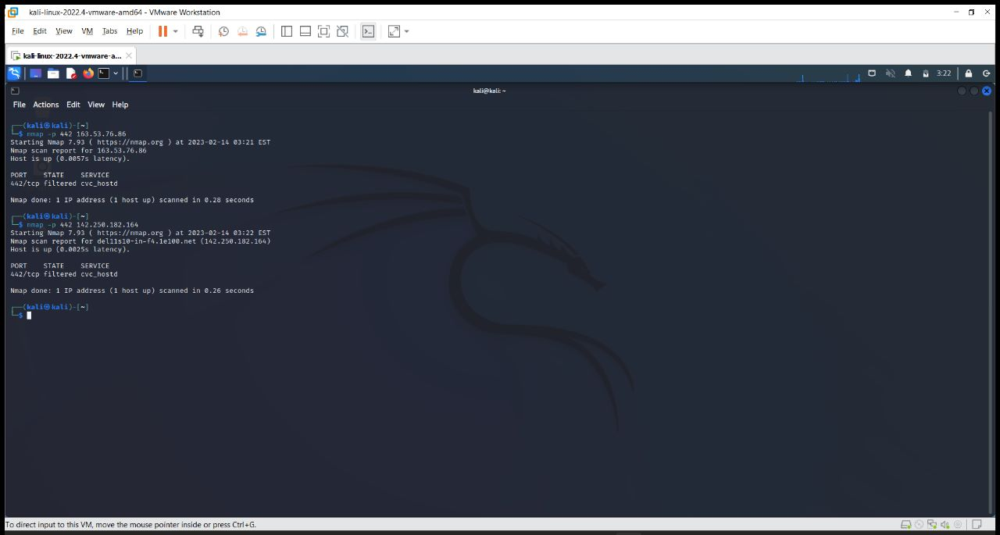 kali-linux-2022.4-vmware-amd64 - VMware Workstation
File Edit View VM Tabs Help
kali-linux-2022.4-vmware-a...
3:22
kali@kali: ~
File Actions Edit View Help
┌──(kali㉿kali)-[~]
└─$ nmap -p 442 163.53.76.86
Starting Nmap 7.93 ( https://nmap.org ) at 2023-02-14 03:21 EST
Nmap scan report for 163.53.76.86
Host is up (0.0057s latency).
PORT STATE SERVICE
442/tcp filtered cvc_hostd
Nmap done: 1 IP address (1 host up) scanned in 0.28 seconds
┌──(kali㉿kali)-[~]
└─$ nmap -p 442 142.250.182.164
Starting Nmap 7.93 ( https://nmap.org ) at 2023-02-14 03:22 EST
Nmap scan report for del11s10-in-f4.1e100.net (142.250.182.164)
Host is up (0.0025s latency).
PORT STATE SERVICE
442/tcp filtered cvc_hostd
Nmap done: 1 IP address (1 host up) scanned in 0.26 seconds
┌──(kali㉿kali)-[~]
└─$
To direct input to this VM, move the mouse pointer inside or press Ctrl+G.